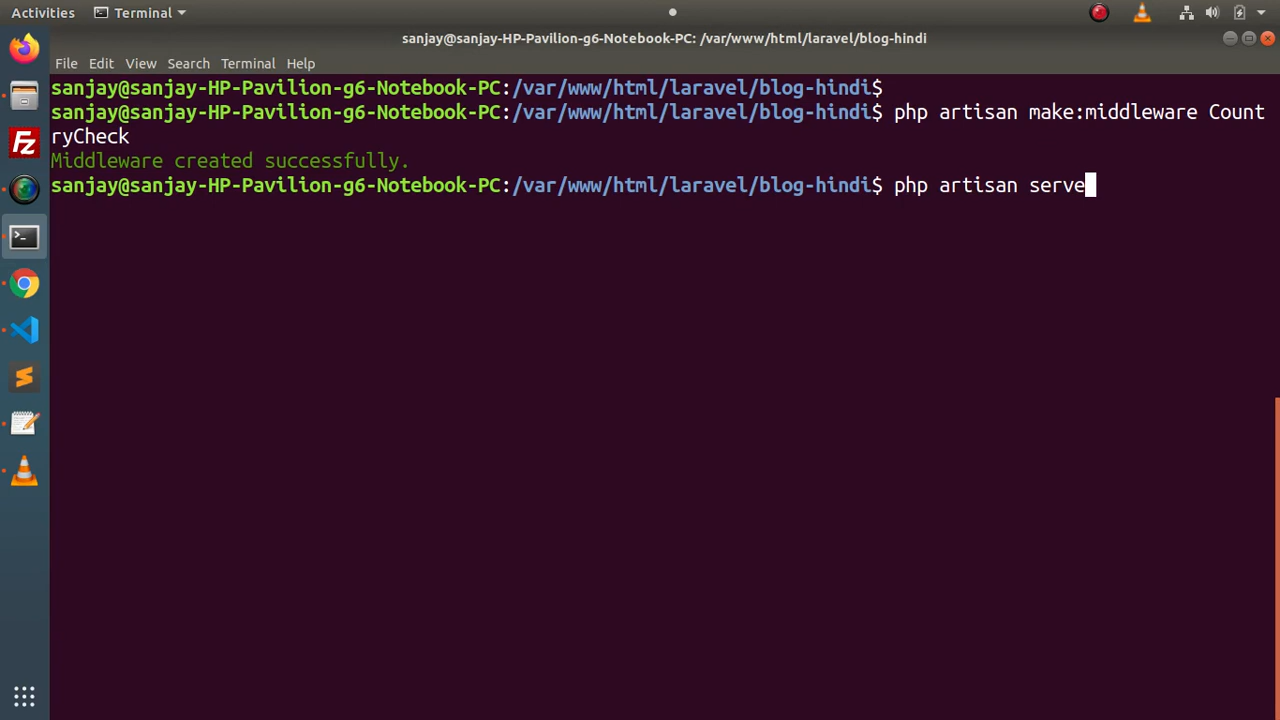 Activities Terminal
sanjay@sanjay-HP-Pavilion-g6-Notebook-PC: /var/www/html/laravel/blog-hindi
File Edit View Search Terminal Help
sanjay@sanjay-HP-Pavilion-g6-Notebook-PC:/var/www/html/laravel/blog-hindi$
sanjay@sanjay-HP-Pavilion-g6-Notebook-PC:/var/www/html/laravel/blog-hindi$ php artisan make:middleware Count
ryCheck
Middleware created successfully.
sanjay@sanjay-HP-Pavilion-g6-Notebook-PC:/var/www/html/laravel/blog-hindi$ php artisan serve